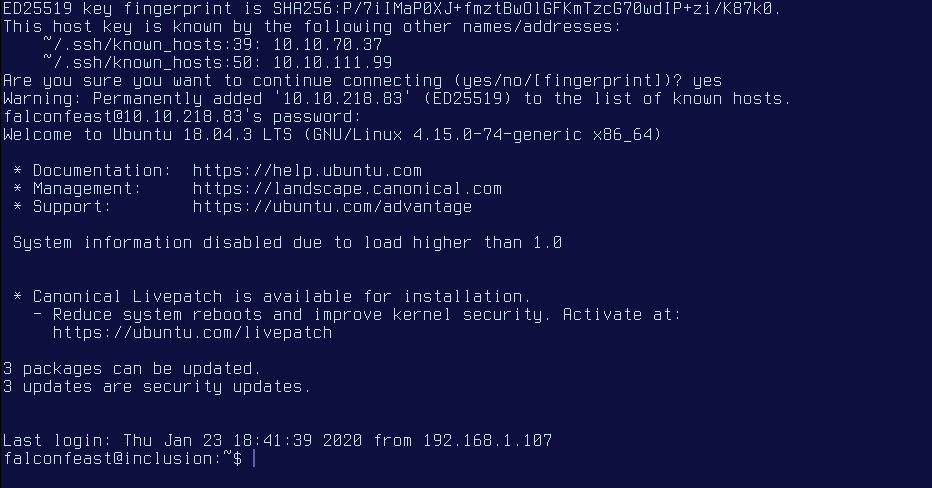 ED25519 key fingerprint is SHA256:P/7iIMaP0XJ+fmztBwOlGFKmTzcG70wdIP+zi/K87k0.
This host key is known by the following other names/addresses:
    ~/.ssh/known_hosts:39: 10.10.70.37
    ~/.ssh/known_hosts:50: 10.10.111.99
Are you sure you want to continue connecting (yes/no/[fingerprint])? yes
Warning: Permanently added '10.10.218.83' (ED25519) to the list of known hosts.
falconfeast@10.10.218.83's password:
Welcome to Ubuntu 18.04.3 LTS (GNU/Linux 4.15.0-74-generic x86_64)
 * Documentation:  https://help.ubuntu.com
 * Management:     https://landscape.canonical.com
 * Support:        https://ubuntu.com/advantage
 System information disabled due to load higher than 1.0
 * Canonical Livepatch is available for installation.
   - Reduce system reboots and improve kernel security. Activate at:
     https://ubuntu.com/livepatch
3 packages can be updated.
3 updates are security updates.
Last login: Thu Jan 23 18:41:39 2020 from 192.168.1.107
falconfeast@inclusion:~$